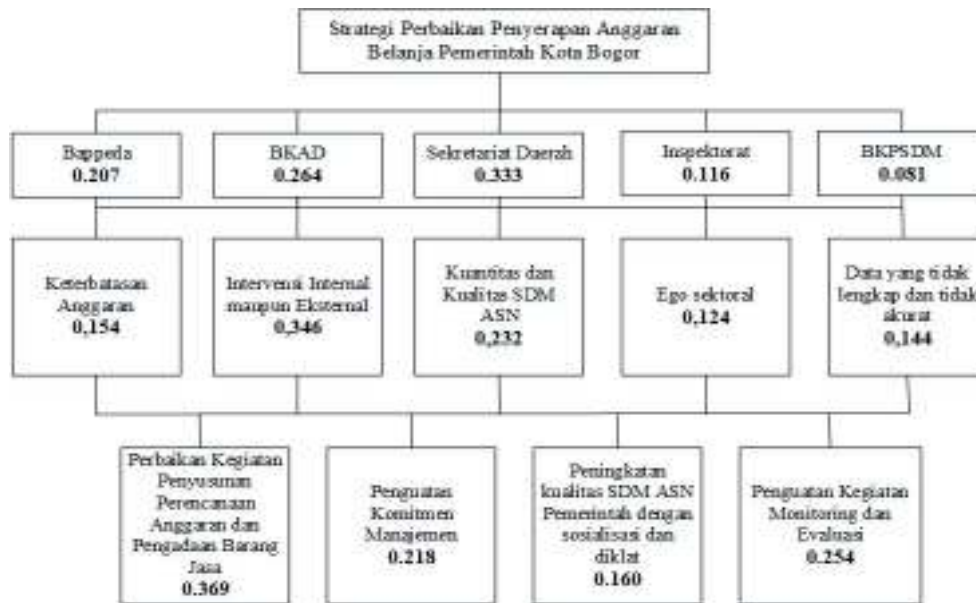 Strategi Perbaikan Penyerapan Anggaran
Belanja Pemerintah Kota Bogor
Bappeda
0.207
BKAD
0.264
Sekretariat Daerah
0.333
Inspektorat
0.116
BKPSDM
0.081
Keterbatasan
Anggaran
0,154
Intervensi Internal
maupun Eksternal
0,346
Kuantitas dan
Kualitas SDM
ASN
0,232
Ego sektoral
0,124
Data yang tidak
lengkap dan tidak
akurat
0,144
Perbaikan Kegiatan
Penyusunan
Perencanaan
Anggaran dan
Pengadaan Barang
Jasa
0.369
Penguatan
Komitmen
Manajemen
0.218
Peningkatan
kualitas SDM ASN
Pemerintah dengan
sosialisasi dan
diklat
0.160
Penguatan Kegiatan
Monitoring dan
Evaluasi
0.254